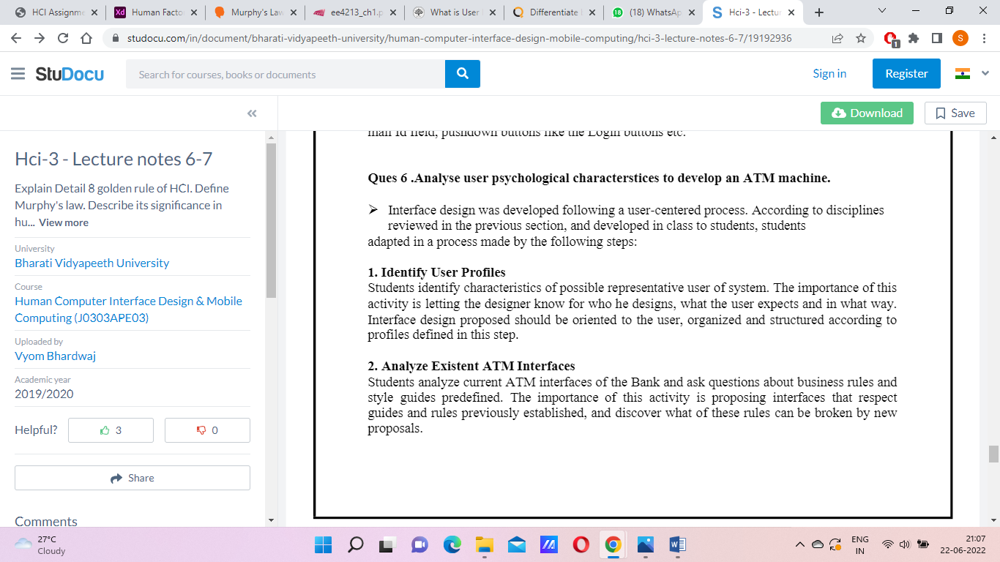 HCI Assignme
Human Facto
Murphy's Law
ee4213_ch1.p
What is User
Differentiate
(18) WhatsAp
Hci-3 - Lectur
studocu.com/in/document/bharati-vidyapeeth-university/human-computer-interface-design-mobile-computing/hci-3-lecture-notes-6-7/19192936
1
S
StuDocu
Search for courses, books or documents
Sign in
Register
Download
Save
Hci-3 - Lecture notes 6-7
Explain Detail 8 golden rule of HCI. Define
Murphy's law. Describe its significance in
hu... View more
University
Bharati Vidyapeeth University
Course
Human Computer Interface Design & Mobile
Computing (J0303APE03)
Uploaded by
Vyom Bhardwaj
Academic year
2019/2020
Helpful?
3
0
Share
Comments
man Id field, pushdown buttons like the Login buttons etc.
Ques 6 .Analyse user psychological characterstices to develop an ATM machine.
➢ Interface design was developed following a user-centered process. According to disciplines
reviewed in the previous section, and developed in class to students, students
adapted in a process made by the following steps:
1. Identify User Profiles
Students identify characteristics of possible representative user of system. The importance of this
activity is letting the designer know for who he designs, what the user expects and in what way.
Interface design proposed should be oriented to the user, organized and structured according to
profiles defined in this step.
2. Analyze Existent ATM Interfaces
Students analyze current ATM interfaces of the Bank and ask questions about business rules and
style guides predefined. The importance of this activity is proposing interfaces that respect
guides and rules previously established, and discover what of these rules can be broken by new
proposals.
27°C
Cloudy
ENG
IN
21:07
22-06-2022